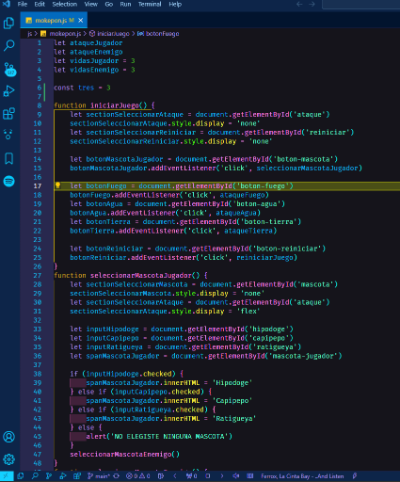 File Edit Selection View Go Run Terminal Help
mokepon.js M
js > mokepon.js > iniciarJuego > botonFuego
1 let ataqueJugador
2 let ataqueEnemigo
3 let vidasJugador = 3
4 let vidasEnemigo = 3
5
6 const tres = 3
7
8 function iniciarJuego() {
9 let sectionSeleccionarAtaque = document.getElementById('ataque')
10 sectionSeleccionarAtaque.style.display = 'none'
11 let sectionSeleccionarReiniciar = document.getElementById('reiniciar')
12 sectionSeleccionarReiniciar.style.display = 'none'
13
14 let botonMascotaJugador = document.getElementById('boton-mascota')
15 botonMascotaJugador.addEventListener('click', seleccionarMascotaJugador)
16
17 let botonFuego = document.getElementById('boton-fuego')
18 botonFuego.addEventListener('click', ataqueFuego)
19 let botonAgua = document.getElementById('boton-agua')
20 botonAgua.addEventListener('click', ataqueAgua)
21 let botonTierra = document.getElementById('boton-tierra')
22 botonTierra.addEventListener('click', ataqueTierra)
23
24 let botonReiniciar = document.getElementById('boton-reiniciar')
25 botonReiniciar.addEventListener('click', reiniciarJuego)
26 }
27 function seleccionarMascotaJugador() {
28 let sectionSeleccionarMascota = document.getElementById('mascota')
29 sectionSeleccionarMascota.style.display = 'none'
30 let sectionSeleccionarAtaque = document.getElementById('ataque')
31 sectionSeleccionarAtaque.style.display = 'flex'
32
33 let inputHipodoge = document.getElementById('hipodoge')
34 let inputCapipepo = document.getElementById('capipepo')
35 let inputRatigueya = document.getElementById('ratigueya')
36 let spanMascotaJugador = document.getElementById('mascota-jugador')
37
38 if (inputHipodoge.checked) {
39 spanMascotaJugador.innerHTML = 'Hipodoge'
40 } else if (inputCapipepo.checked) {
41 spanMascotaJugador.innerHTML = 'Capipepo'
42 } else if (inputRatigueya.checked) {
43 spanMascotaJugador.innerHTML = 'Ratigueya'
44 } else {
45 alert('NO ELEGISTE NINGUNA MASCOTA')
46 }
47 seleccionarMascotaEnemigo()
48 }
main*